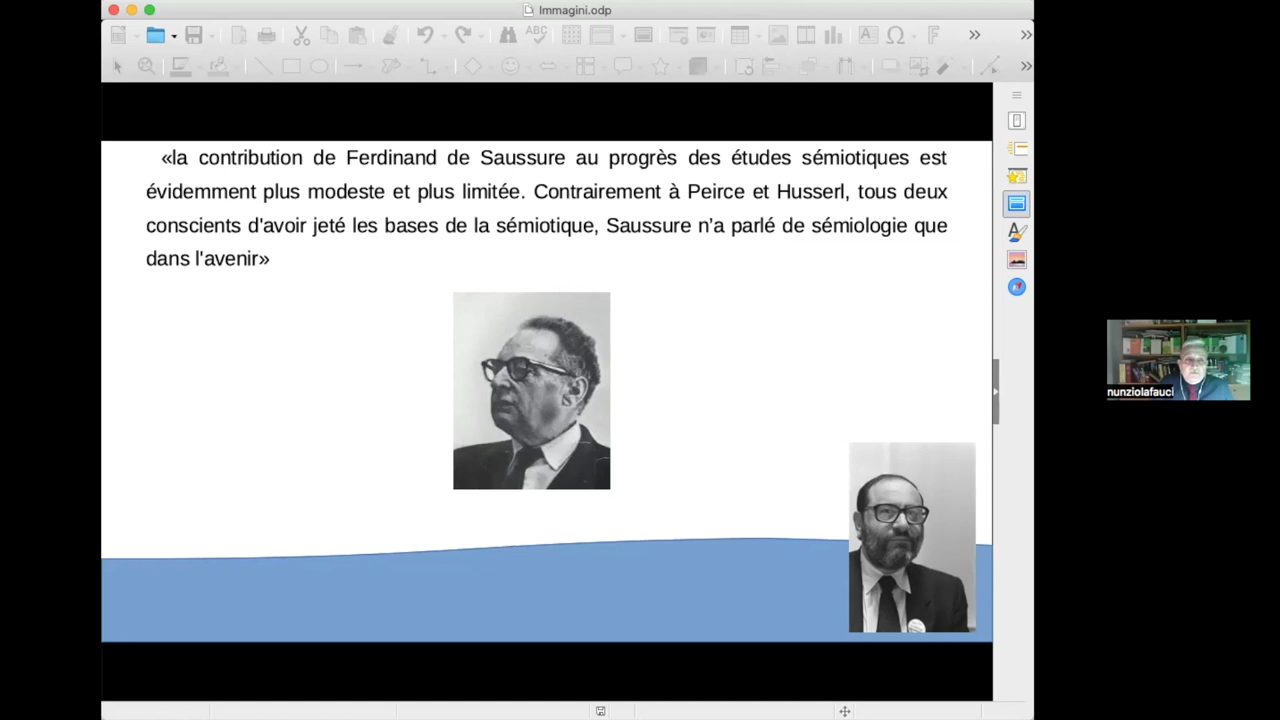 Immagini.odp
ABC
«la contribution de Ferdinand de Saussure au progrès des études sémiotiques est
évidemment plus modeste et plus limitée. Contrairement à Peirce et Husserl, tous deux
conscients d'avoir jeté les bases de la sémiotique, Saussure n’a parlé de sémiologie que
dans l'avenir»
nunziolafauci